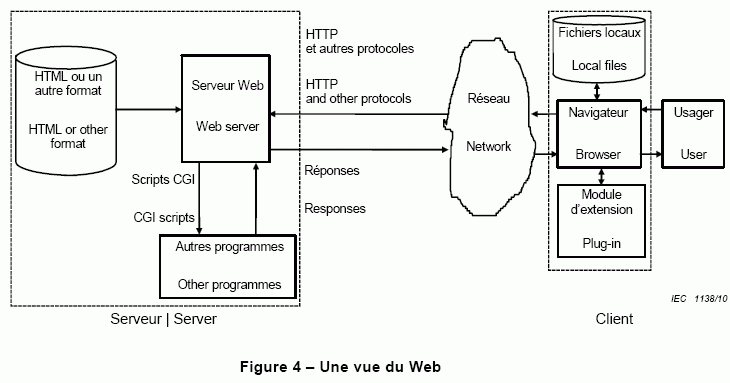 HTML ou un
autre format
HTML or other
format
Serveur Web
Web server
Scripts CGI
CGI scripts
Autres programmes
Other programmes
HTTP
et autres protocoles
HTTP
and other protocols
Réponses
Responses
Réseau
Network
Fichiers locaux
Local files
Navigateur
Browser
Usager
User
Module
d'extension
Plug-in
IEC 1138/10
Serveur | Server
Client
Figure 4 – Une vue du Web